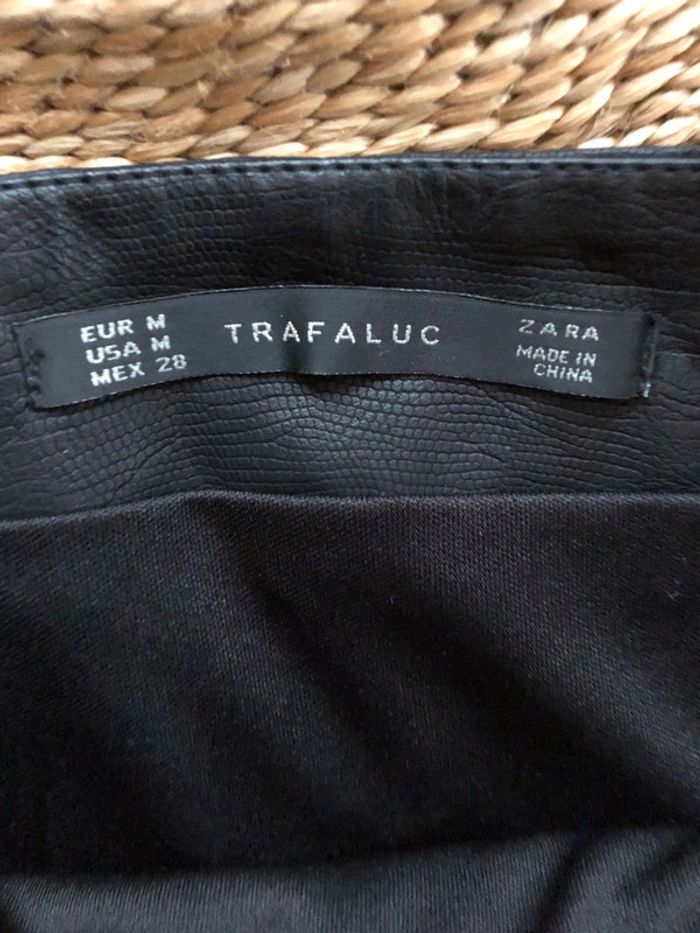 EUR M
USA M
MEX 28
TRAFALUC
ZARA
MADE IN
CHINA